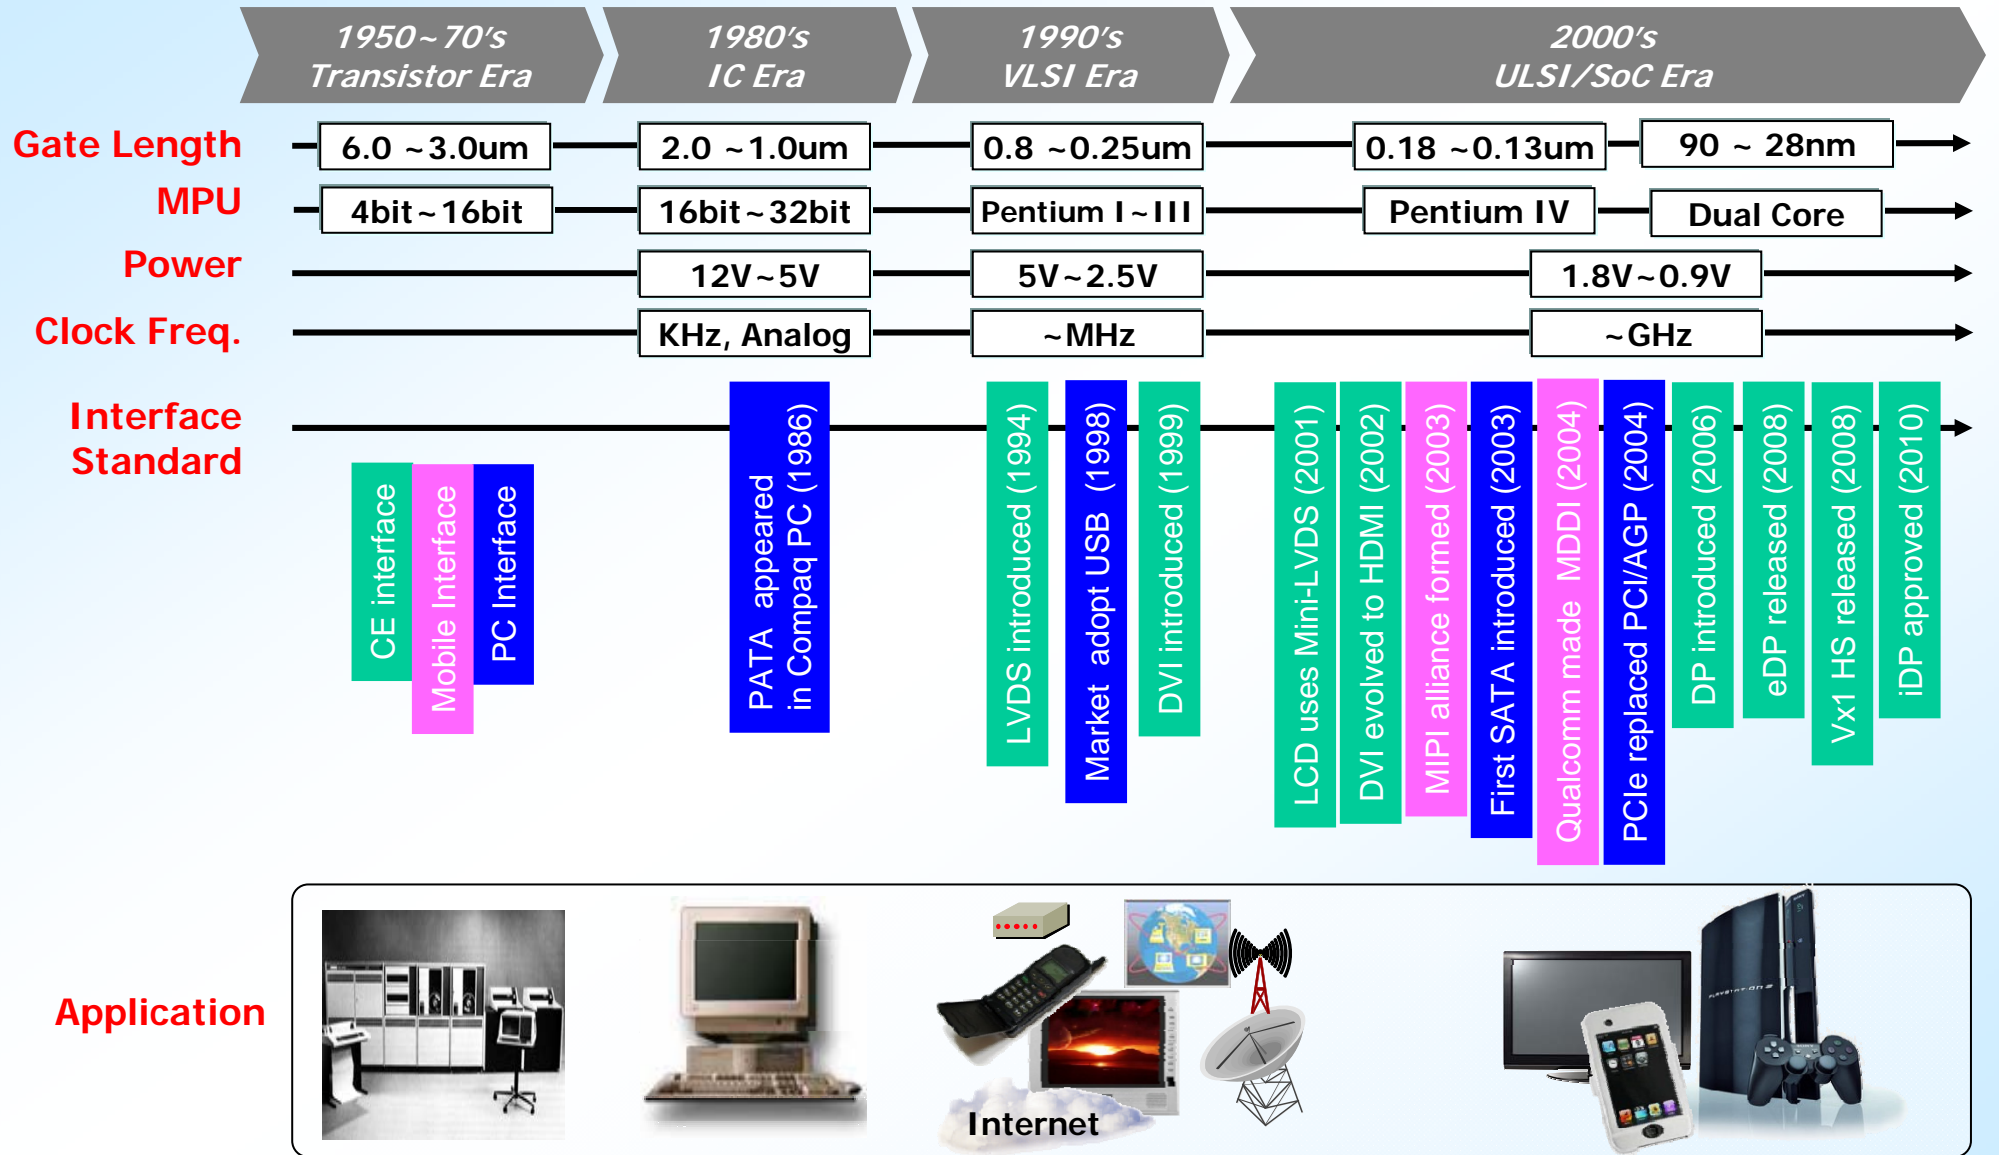 1950~70's
Transistor Era
1980's
IC Era
1990's
VLSI Era
2000's
ULSI/SoC Era
Gate Length
6.0 ~3.0um
2.0 ~1.0um
0.8 ~0.25um
0.18 ~0.13um
90 ~ 28nm
MPU
4bit~16bit
16bit~32bit
Pentium I~III
Pentium IV
Dual Core
Power
12V~5V
5V~2.5V
1.8V~0.9V
Clock Freq.
KHz, Analog
~MHz
~GHz
Interface
Standard
CE interface
Mobile Interface
PC Interface
PATA appeared
in Compaq PC (1986)
LVDS introduced (1994)
Market adopt USB (1998)
DVI introduced (1999)
LCD uses Mini-LVDS (2001)
DVI evolved to HDMI (2002)
MIPI alliance formed (2003)
First SATA introduced (2003)
Qualcomm made MDDI (2004)
PCIe replaced PCI/AGP (2004)
DP introduced (2006)
eDP released (2008)
Vx1 HS released (2008)
iDP approved (2010)
Application
Internet
PLAYSTATION 3